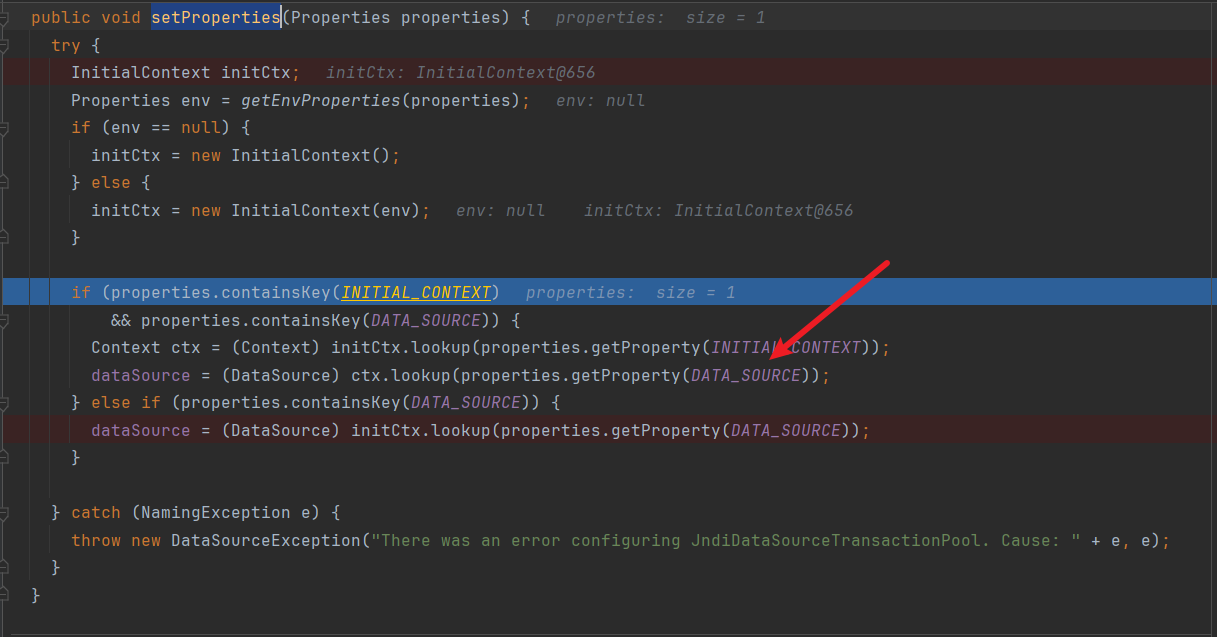 public void setProperties(Properties properties) {   properties:  size = 1
  try {
    InitialContext initCtx;   initCtx: InitialContext@656
    Properties env = getEnvProperties(properties);   env: null
    if (env == null) {
      initCtx = new InitialContext();
    } else {
      initCtx = new InitialContext(env);   env: null    initCtx: InitialContext@656
    }
    if (properties.containsKey(INITIAL_CONTEXT)   properties:  size = 1
        && properties.containsKey(DATA_SOURCE)) {
      Context ctx = (Context) initCtx.lookup(properties.getProperty(INITIAL_CONTEXT));
      dataSource = (DataSource) ctx.lookup(properties.getProperty(DATA_SOURCE));
    } else if (properties.containsKey(DATA_SOURCE)) {
      dataSource = (DataSource) initCtx.lookup(properties.getProperty(DATA_SOURCE));
    }
  } catch (NamingException e) {
    throw new DataSourceException("There was an error configuring JndiDataSourceTransactionPool. Cause: " + e, e);
  }
}